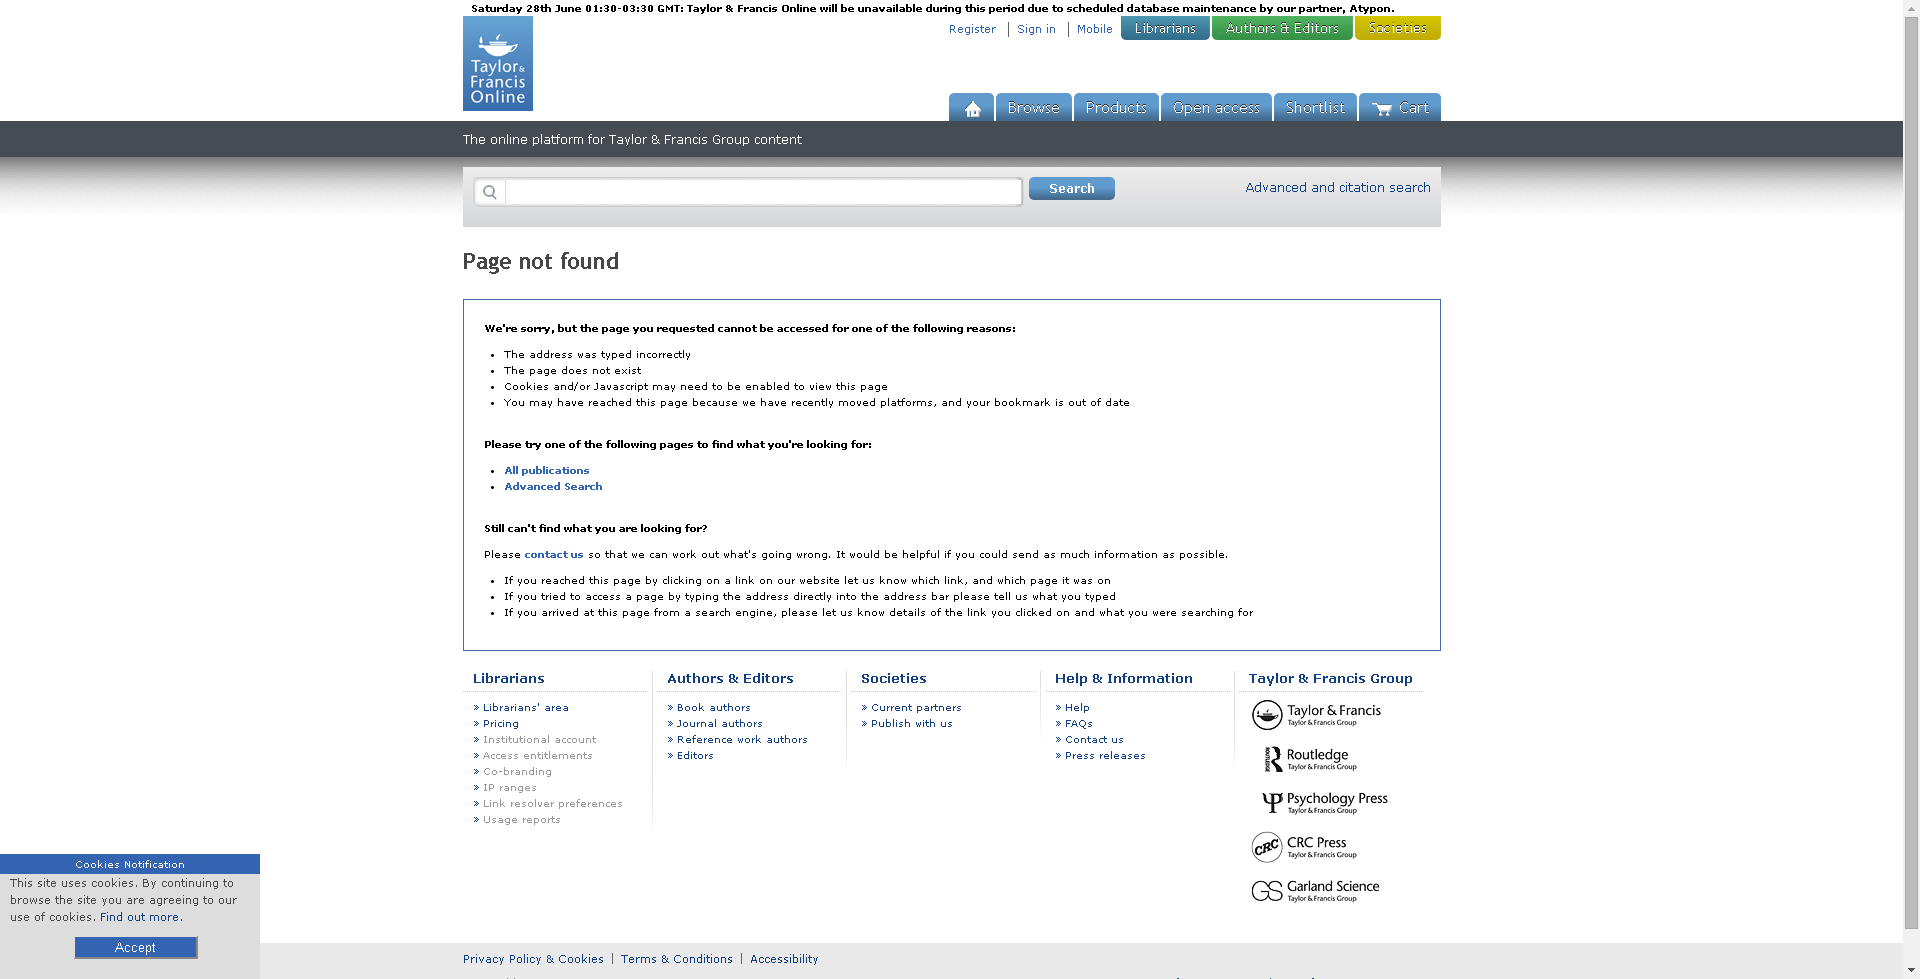 Saturday 28th June 01:30-03:30 GMT: Taylor & Francis Online will be unavailable during this period due to scheduled database maintenance by our partner, Atypon.
Taylor & Francis Online
Register | Sign in | Mobile Librarians Authors & Editors Societies
Browse Products Open access Shortlist Cart
The online platform for Taylor & Francis Group content
Search
Advanced and citation search
Page not found
We're sorry, but the page you requested cannot be accessed for one of the following reasons:
• The address was typed incorrectly
• The page does not exist
• Cookies and/or Javascript may need to be enabled to view this page
• You may have reached this page because we have recently moved platforms, and your bookmark is out of date
Please try one of the following pages to find what you're looking for:
• All publications
• Advanced Search
Still can't find what you are looking for?
Please contact us so that we can work out what's going wrong. It would be helpful if you could send as much information as possible.
• If you reached this page by clicking on a link on our website let us know which link, and which page it was on
• If you tried to access a page by typing the address directly into the address bar please tell us what you typed
• If you arrived at this page from a search engine, please let us know details of the link you clicked on and what you were searching for
Librarians
» Librarians' area
» Pricing
» Institutional account
» Access entitlements
» Co-branding
» IP ranges
» Link resolver preferences
» Usage reports
Authors & Editors
» Book authors
» Journal authors
» Reference work authors
» Editors
Societies
» Current partners
» Publish with us
Help & Information
» Help
» FAQs
» Contact us
» Press releases
Taylor & Francis Group
Taylor & Francis
Taylor & Francis Group
Routledge
Taylor & Francis Group
Psychology Press
Taylor & Francis Group
CRC CRC Press
Taylor & Francis Group
GS Garland Science
Taylor & Francis Group
Cookies Notification
This site uses cookies. By continuing to
browse the site you are agreeing to our
use of cookies. Find out more.
Accept
Privacy Policy & Cookies | Terms & Conditions | Accessibility